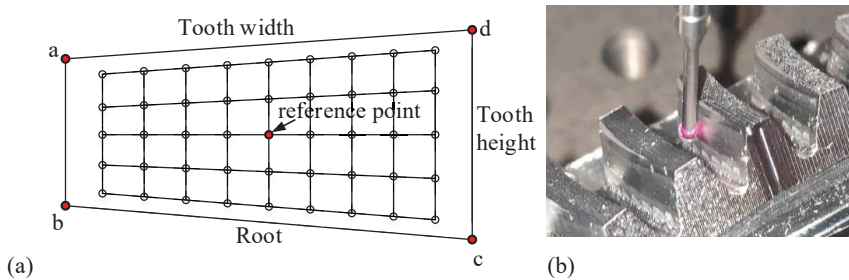 Tooth width
a
d
reference point
Tooth
height
b
Root
c
(a)
(b)